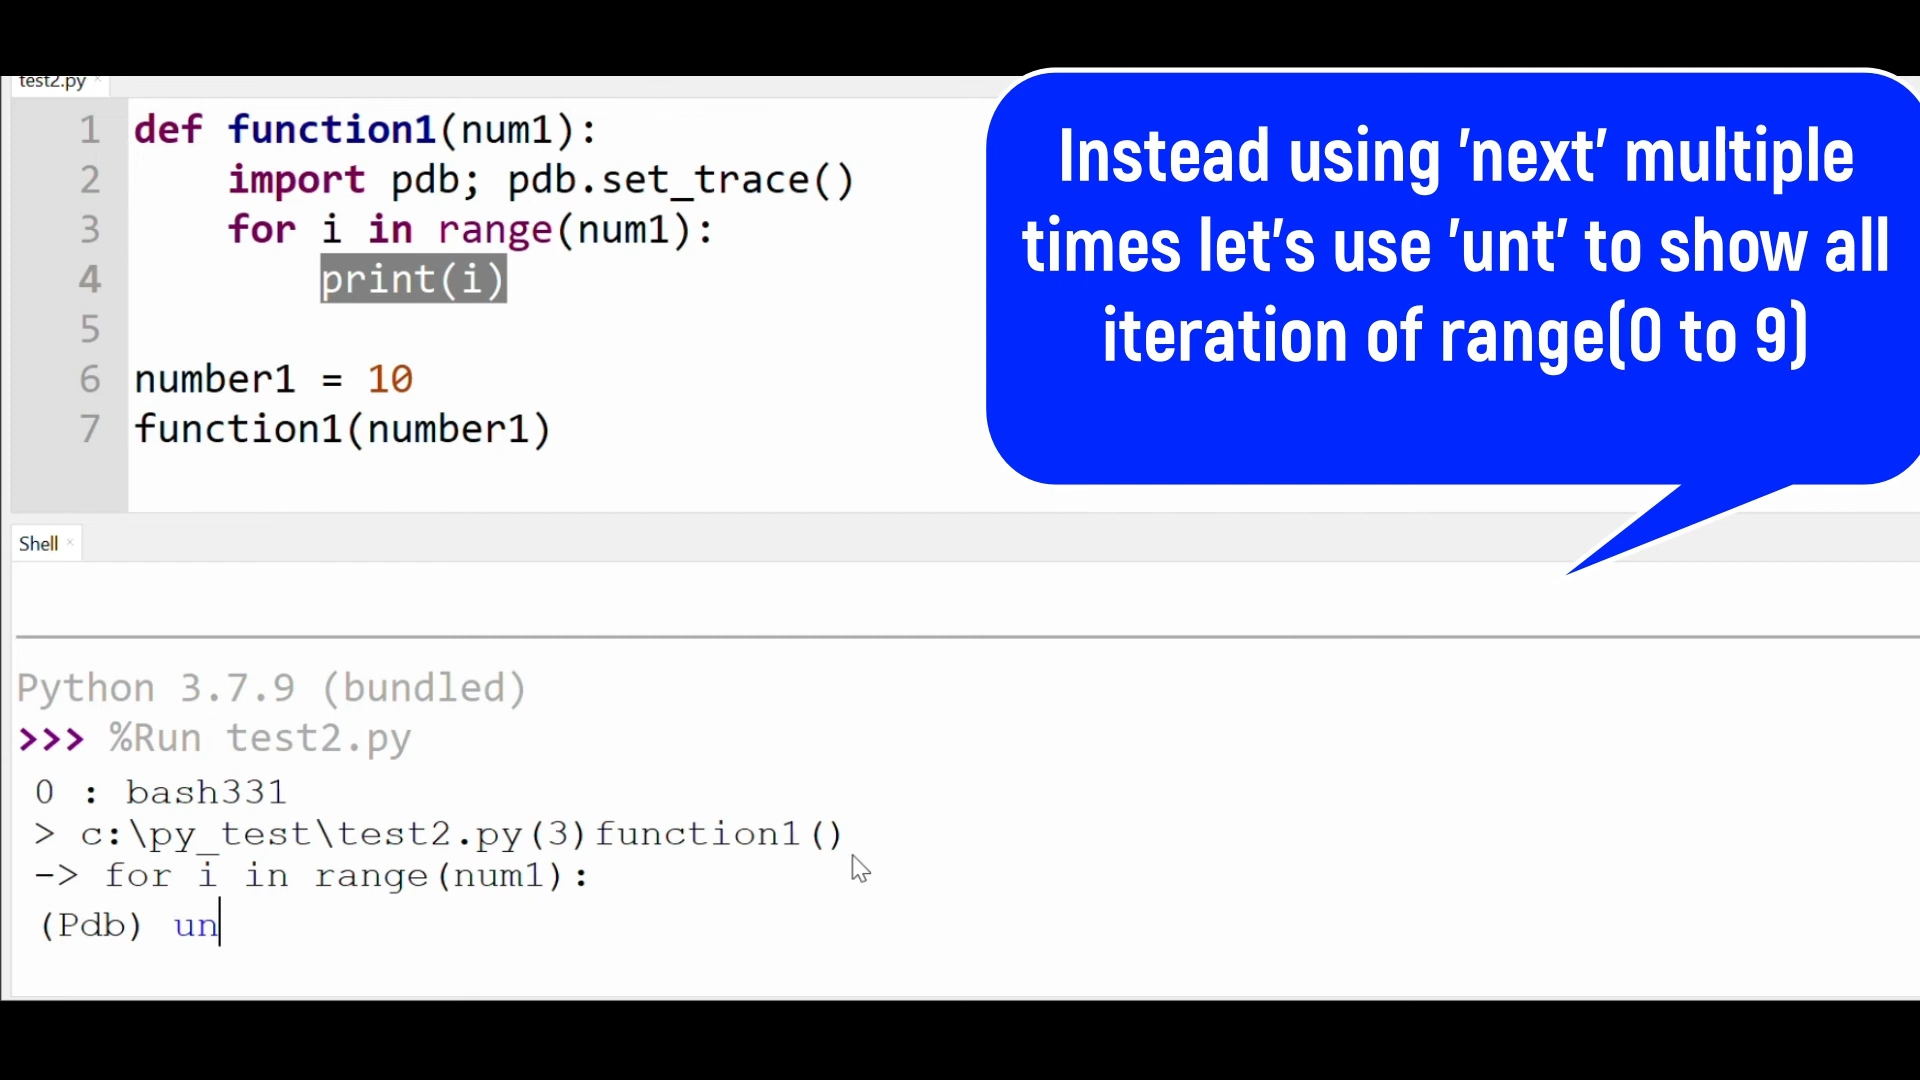 test2.py
Instead using 'next' multiple
times let's use 'unt' to show all
iteration of range(0 to 9)
1 def function1(num1):
2 import pdb; pdb.set_trace()
3 for i in range(num1):
4 print(i)
5
6 number1 = 10
7 function1(number1)
Shell
Python 3.7.9 (bundled)
>>> %Run test2.py
0 : bash331
> c:\py_test\test2.py(3)function1()
-> for i in range(num1):
(Pdb) un